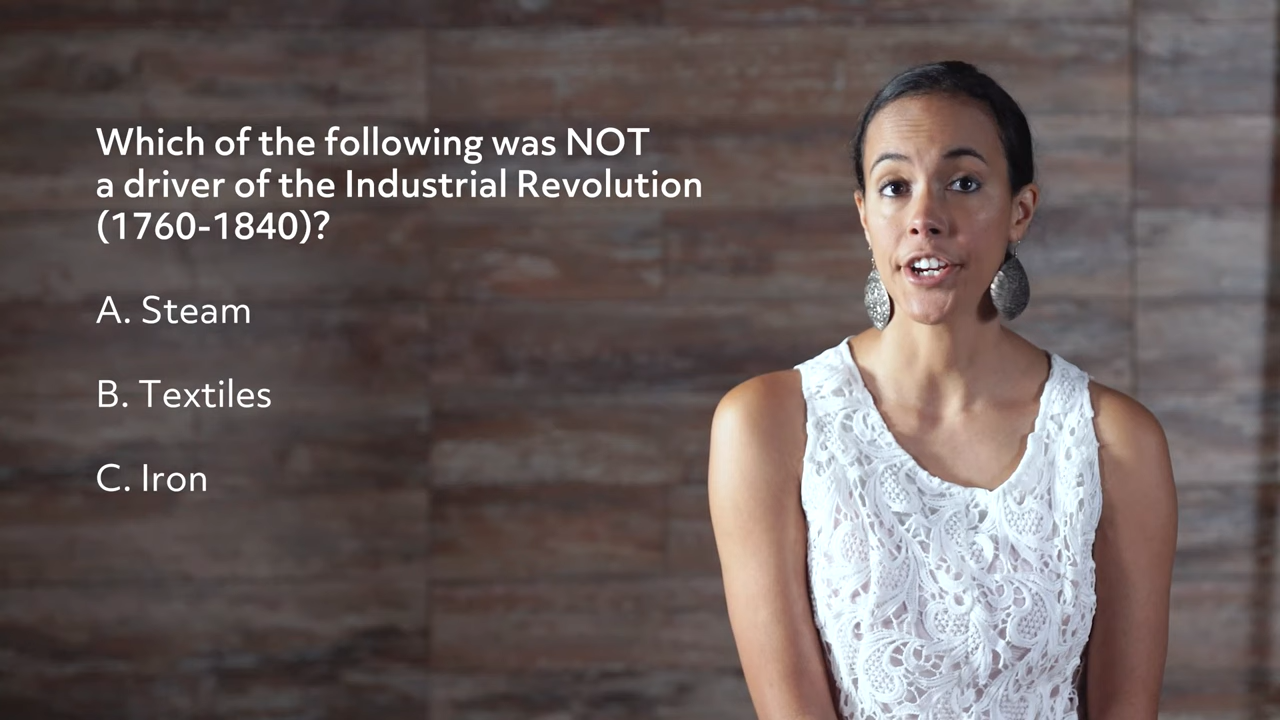 Which of the following was NOT
a driver of the Industrial Revolution
(1760-1840)?
A. Steam
B. Textiles
C. Iron